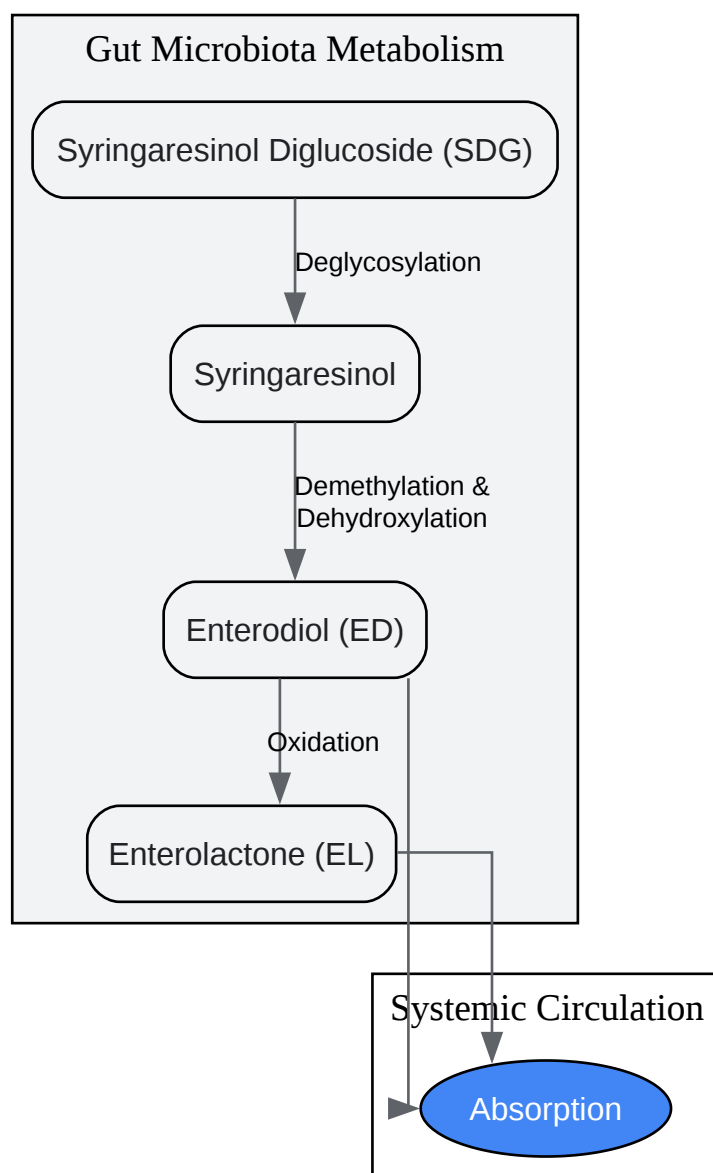 Gut Microbiota Metabolism
Syringaresinol Diglucoside (SDG)
Deglycosylation
Syringaresinol
Demethylation &
Dehydroxylation
Enterodiol (ED)
Oxidation
Enterolactone (EL)
Systemic Circulation
Absorption